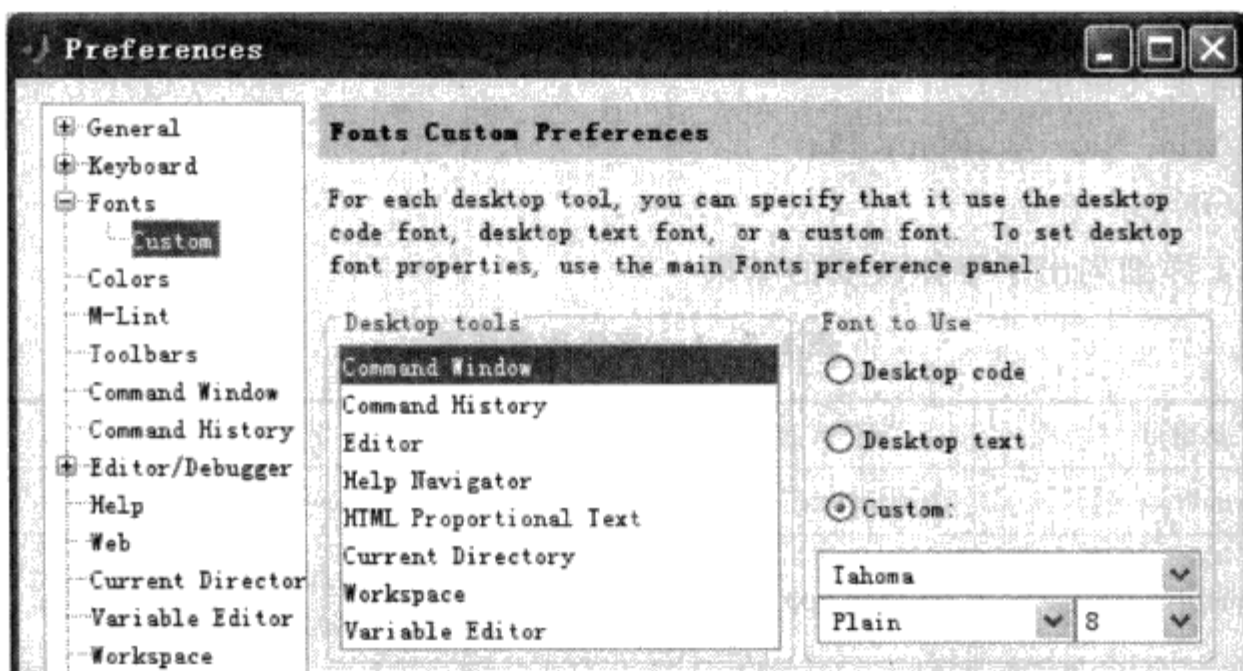 Preferences
General
Keyboard
Fonts
Custom
Colors
M-Lint
Toolbars
Command Window
Command History
Editor/Debugger
Help
Web
Current Director
Variable Editor
Workspace
Fonts Custom Preferences
For each desktop tool, you can specify that it use the desktop
code font, desktop text font, or a custom font. To set desktop
font properties, use the main Fonts preference panel.
Desktop tools
Command Window
Command History
Editor
Help Navigator
HTML Proportional Text
Current Directory
Workspace
Variable Editor
Font to Use
Desktop code
Desktop text
Custom:
Tahoma
Plain
8